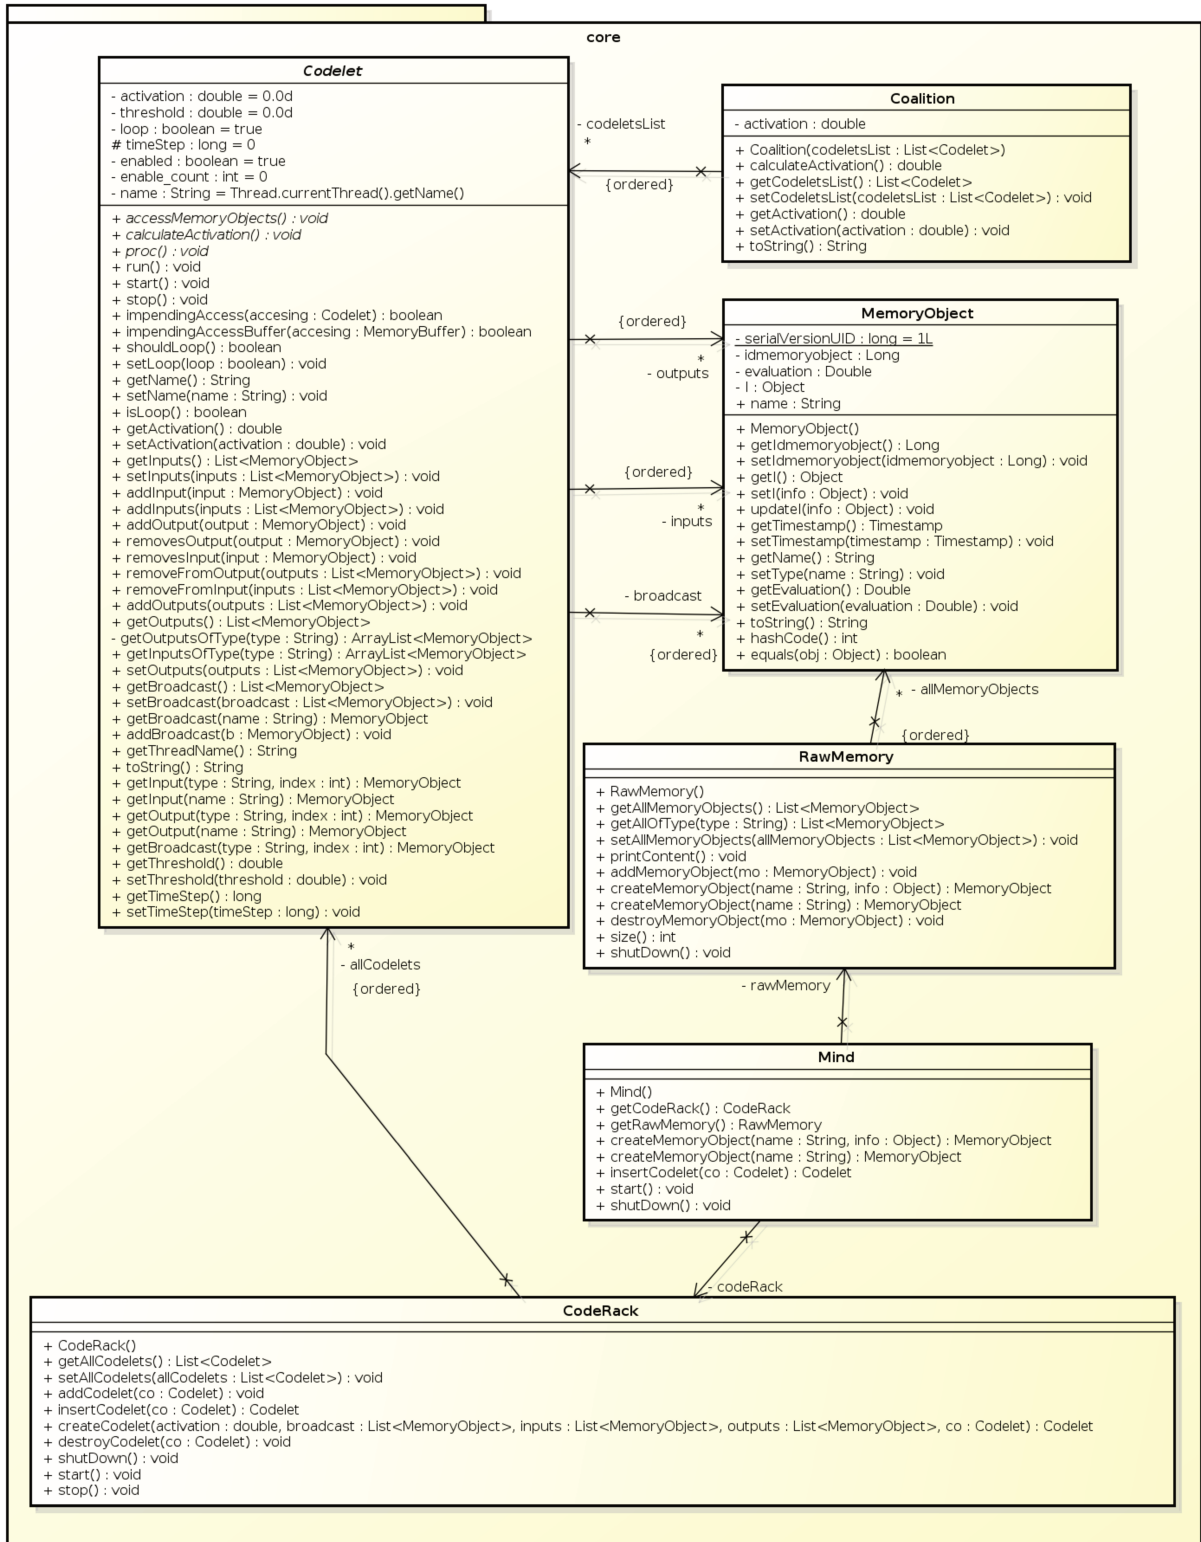 core
Codelet
- activation : double = 0.0d
- threshold : double = 0.0d
- loop : boolean = true
# timeStep : long = 0
- enabled : boolean = true
- enable_count : int = 0
- name : String = Thread.currentThread().getName()
+ accessMemoryObjects() : void
+ calculateActivation() : void
+ proc() : void
+ run() : void
+ start() : void
+ stop() : void
+ impendingAccess(accesing : Codelet) : boolean
+ impendingAccessBuffer(accesing : MemoryBuffer) : boolean
+ shouldLoop() : boolean
+ setLoop(loop : boolean) : void
+ getName() : String
+ setName(name : String) : void
+ isLoop() : boolean
+ getActivation() : double
+ setActivation(activation : double) : void
+ getInputs() : List<MemoryObject>
+ setInputs(inputs : List<MemoryObject>) : void
+ addInput(input : MemoryObject) : void
+ addInputs(inputs : List<MemoryObject>) : void
+ addOutput(output : MemoryObject) : void
+ removesOutput(output : MemoryObject) : void
+ removesInput(input : MemoryObject) : void
+ removeFromOutput(outputs : List<MemoryObject>) : void
+ removeFromInput(inputs : List<MemoryObject>) : void
+ addOutputs(outputs : List<MemoryObject>) : void
+ getOutputs() : List<MemoryObject>
- getOutputsOfType(type : String) : ArrayList<MemoryObject>
+ getInputsOfType(type : String) : ArrayList<MemoryObject>
+ setOutputs(outputs : List<MemoryObject>) : void
+ getBroadcast() : List<MemoryObject>
+ setBroadcast(broadcast : List<MemoryObject>) : void
+ getBroadcast(name : String) : MemoryObject
+ addBroadcast(b : MemoryObject) : void
+ getThreadName() : String
+ toString() : String
+ getInput(type : String, index : int) : MemoryObject
+ getInput(name : String) : MemoryObject
+ getOutput(type : String, index : int) : MemoryObject
+ getOutput(name : String) : MemoryObject
+ getBroadcast(type : String, index : int) : MemoryObject
+ getThreshold() : double
+ setThreshold(threshold : double) : void
+ getTimeStep() : long
+ setTimeStep(timeStep : long) : void
- codeletsList
*
{ordered}
Coalition
- activation : double
+ Coalition(codeletsList : List<Codelet>)
+ calculateActivation() : double
+ getCodeletsList() : List<Codelet>
+ setCodeletsList(codeletsList : List<Codelet>) : void
+ getActivation() : double
+ setActivation(activation : double) : void
+ toString() : String
{ordered}
*
- outputs
{ordered}
*
- inputs
- broadcast
*
{ordered}
MemoryObject
- serialVersionUID : long = 1L
- idmemoryobject : Long
- evaluation : Double
- I : Object
+ name : String
+ MemoryObject()
+ getIdmemoryobject() : Long
+ setIdmemoryobject(idmemoryobject : Long) : void
+ getI() : Object
+ setI(info : Object) : void
+ updateI(info : Object) : void
+ getTimestamp() : Timestamp
+ setTimestamp(timestamp : Timestamp) : void
+ getName() : String
+ setType(name : String) : void
+ getEvaluation() : Double
+ setEvaluation(evaluation : Double) : void
+ toString() : String
+ hashCode() : int
+ equals(obj : Object) : boolean
* - allMemoryObjects
{ordered}
RawMemory
+ RawMemory()
+ getAllMemoryObjects() : List<MemoryObject>
+ getAllOfType(type : String) : List<MemoryObject>
+ setAllMemoryObjects(allMemoryObjects : List<MemoryObject>) : void
+ printContent() : void
+ addMemoryObject(mo : MemoryObject) : void
+ createMemoryObject(name : String, info : Object) : MemoryObject
+ createMemoryObject(name : String) : MemoryObject
+ destroyMemoryObject(mo : MemoryObject) : void
+ size() : int
+ shutDown() : void
*
- allCodelets
{ordered}
- rawMemory
Mind
+ Mind()
+ getCodeRack() : CodeRack
+ getRawMemory() : RawMemory
+ createMemoryObject(name : String, info : Object) : MemoryObject
+ createMemoryObject(name : String) : MemoryObject
+ insertCodelet(co : Codelet) : Codelet
+ start() : void
+ shutDown() : void
- codeRack
CodeRack
+ CodeRack()
+ getAllCodelets() : List<Codelet>
+ setAllCodelets(allCodelets : List<Codelet>) : void
+ addCodelet(co : Codelet) : void
+ insertCodelet(co : Codelet) : Codelet
+ createCodelet(activation : double, broadcast : List<MemoryObject>, inputs : List<MemoryObject>, outputs : List<MemoryObject>, co : Codelet) : Codelet
+ destroyCodelet(co : Codelet) : void
+ shutDown() : void
+ start() : void
+ stop() : void